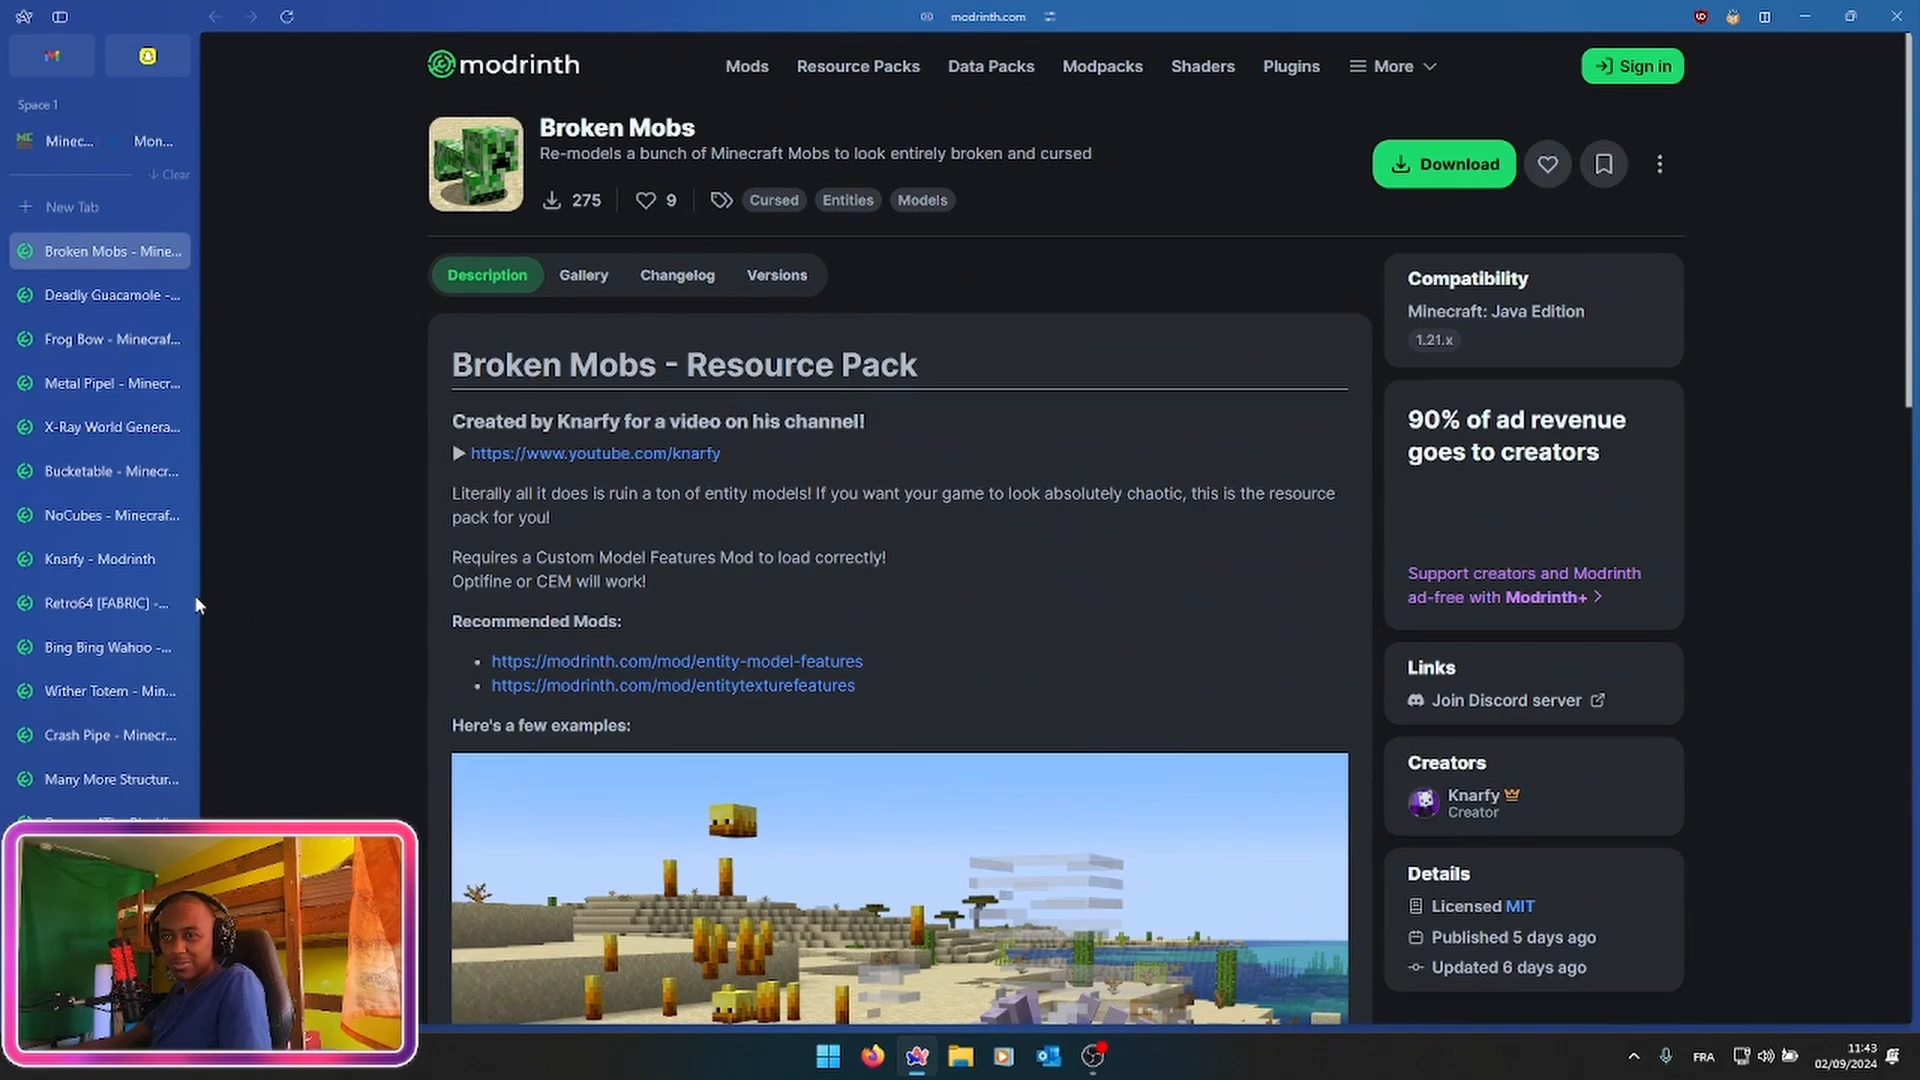 modrinth.com
Space 1
Minec...
Mon...
Clear
New Tab
Broken Mobs - Mine...
Deadly Guacamole -...
Frog Bow - Minecraf...
Metal Pipe! - Minecr...
X-Ray World Genera...
Bucketable - Minecr...
NoCubes - Minecraf...
Knarfy - Modrinth
Retro64 [FABRIC] -...
Bing Bing Wahoo -...
Wither Totem - Min...
Crash Pipe - Minecr...
Many More Structur...
modrinth
Mods
Resource Packs
Data Packs
Modpacks
Shaders
Plugins
More
Sign in
Broken Mobs
Re-models a bunch of Minecraft Mobs to look entirely broken and cursed
275
9
Cursed
Entities
Models
Download
Description
Gallery
Changelog
Versions
Broken Mobs - Resource Pack
Created by Knarfy for a video on his channel!
https://www.youtube.com/knarfy
Literally all it does is ruin a ton of entity models! If you want your game to look absolutely chaotic, this is the resource
pack for you!
Requires a Custom Model Features Mod to load correctly!
Optifine or CEM will work!
Recommended Mods:
https://modrinth.com/mod/entity-model-features
https://modrinth.com/mod/entitytexturefeatures
Here's a few examples:
Compatibility
Minecraft: Java Edition
1.21.x
90% of ad revenue
goes to creators
Support creators and Modrinth
ad-free with Modrinth+
Links
Join Discord server
Creators
Knarfy
Creator
Details
Licensed MIT
Published 5 days ago
Updated 6 days ago
FRA
11:43
02/09/2024